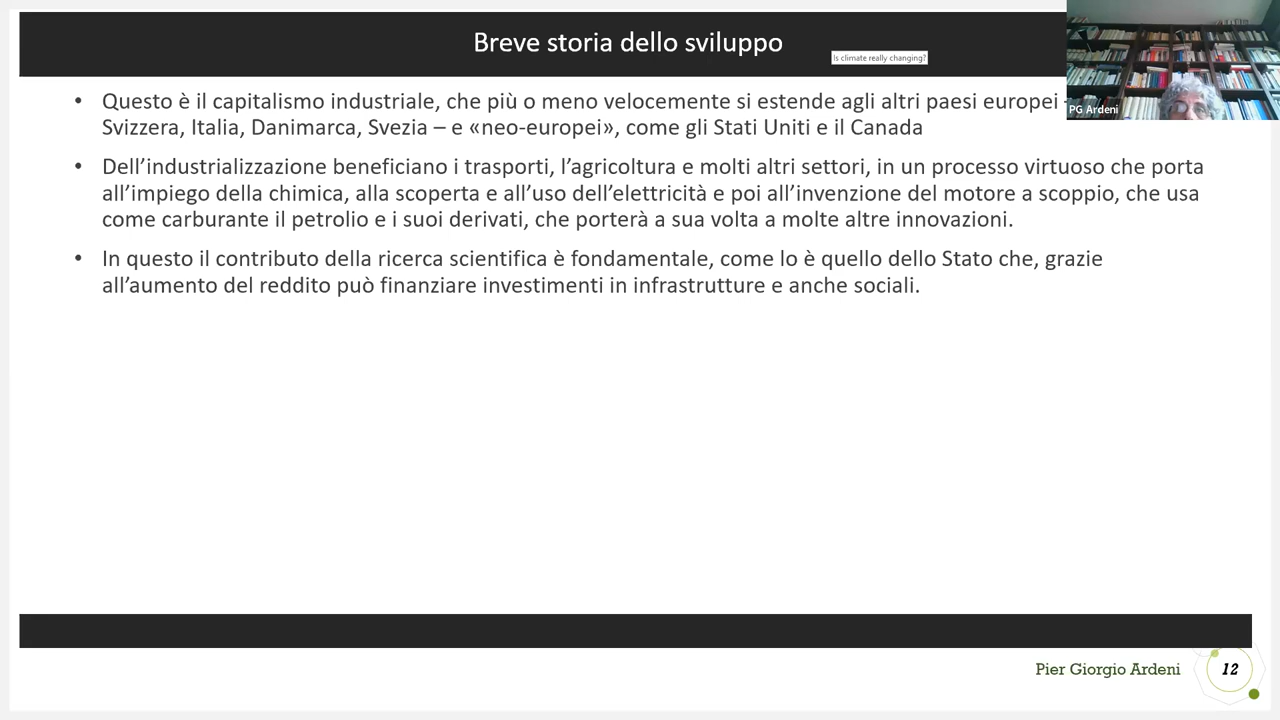 Breve storia dello sviluppo
Is climate really changing?
PG Ardeni
• Questo è il capitalismo industriale, che più o meno velocemente si estende agli altri paesi europei
Svizzera, Italia, Danimarca, Svezia – e «neo-europei», come gli Stati Uniti e il Canada
• Dell’industrializzazione beneficiano i trasporti, l’agricoltura e molti altri settori, in un processo virtuoso che porta
all’impiego della chimica, alla scoperta e all’uso dell’elettricità e poi all’invenzione del motore a scoppio, che usa
come carburante il petrolio e i suoi derivati, che porterà a sua volta a molte altre innovazioni.
• In questo il contributo della ricerca scientifica è fondamentale, come lo è quello dello Stato che, grazie
all’aumento del reddito può finanziare investimenti in infrastrutture e anche sociali.
Pier Giorgio Ardeni
12